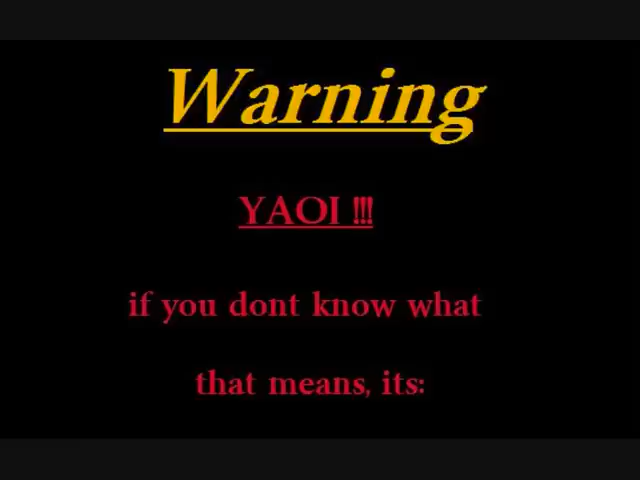 Warning
YAOI !!!
if you dont know what
that means, its: